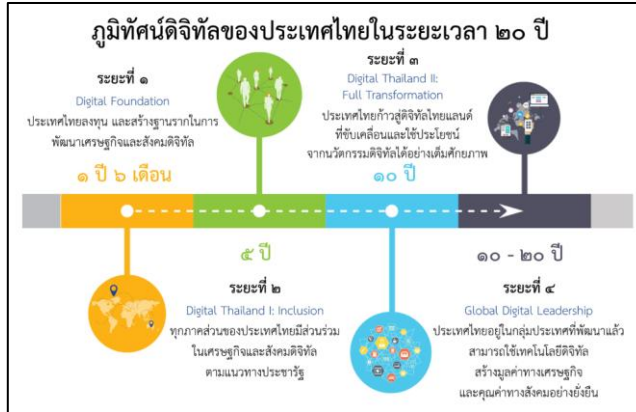 ภูมิทัศน์ดิจิทัลของประเทศไทยในระยะเวลา ๒๐ ปี
ระยะที่ ๑
Digital Foundation
ประเทศไทยลงทุน และสร้างฐานรากในการ
พัฒนาเศรษฐกิจและสังคมดิจิทัล
๑ ปี ๖ เดือน
๕ ปี
ระยะที่ ๒
Digital Thailand I: Inclusion
ทุกภาคส่วนของประเทศไทยมีส่วนร่วม
ในเศรษฐกิจและสังคมดิจิทัล
ตามแนวทางประชารัฐ
ระยะที่ ๓
Digital Thailand II:
Full Transformation
ประเทศไทยก้าวสู่ดิจิทัลไทยแลนด์
ที่ขับเคลื่อนและใช้ประโยชน์
จากนวัตกรรมดิจิทัลได้อย่างเต็มศักยภาพ
๑๐ ปี
๑๐ - ๒๐ ปี
ระยะที่ ๔
Global Digital Leadership
ประเทศไทยอยู่ในกลุ่มประเทศที่พัฒนาแล้ว
สามารถใช้เทคโนโลยีดิจิทัล
สร้างมูลค่าทางเศรษฐกิจ
และคุณค่าทางสังคมอย่างยั่งยืน